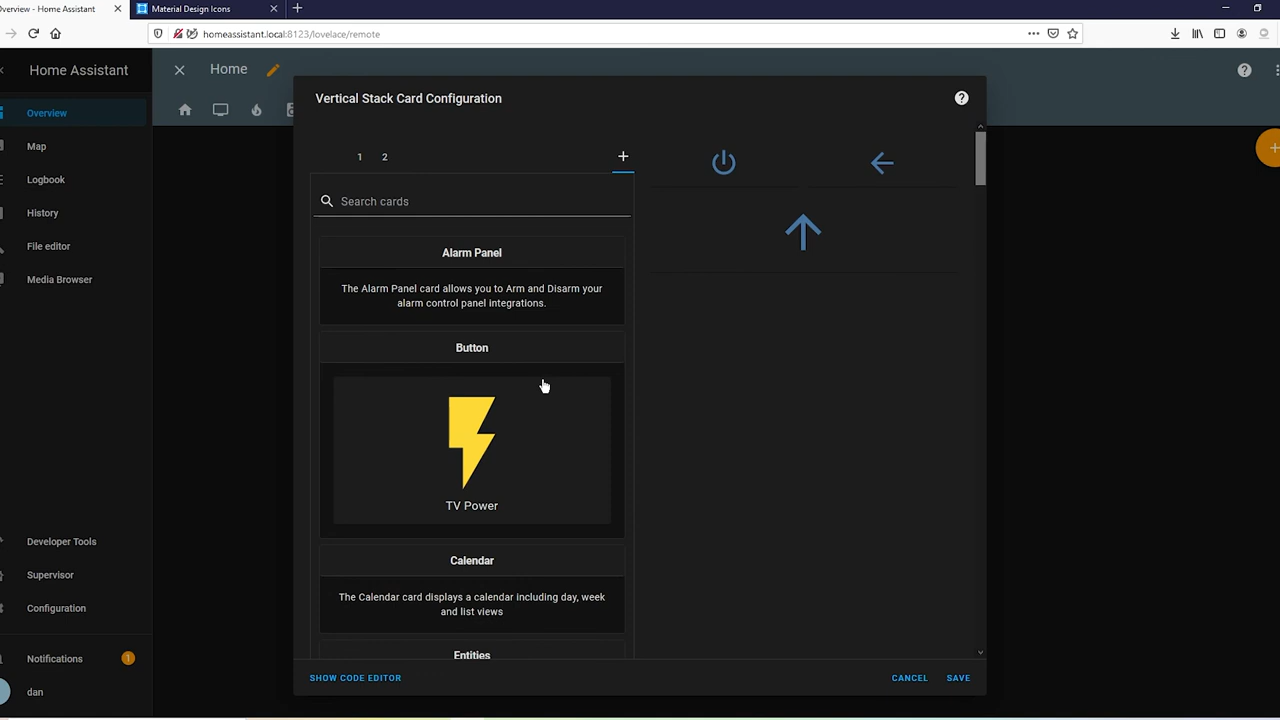 Overview - Home Assistant
Material Design Icons
homeassistant.local:8123/lovelace/remote
Home Assistant
Home
Overview
Map
Logbook
History
File editor
Media Browser
Developer Tools
Supervisor
Configuration
Notifications
1
dan
Vertical Stack Card Configuration
1
2
Search cards
Alarm Panel
The Alarm Panel card allows you to Arm and Disarm your
alarm control panel integrations.
Button
TV Power
Calendar
The Calendar card displays a calendar including day, week
and list views
Entities
SHOW CODE EDITOR
CANCEL
SAVE